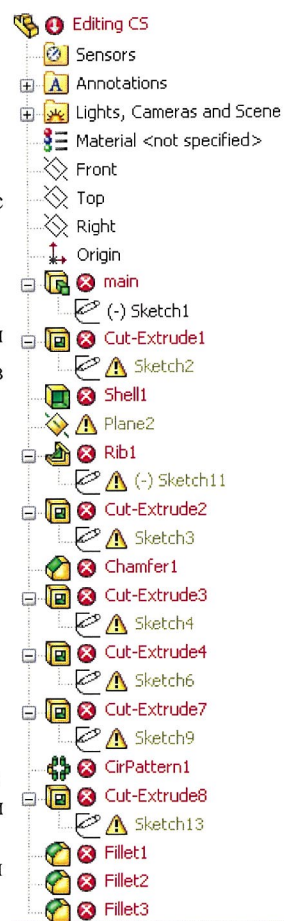 Editing CS
Sensors
Annotations
Lights, Cameras and Scene
Material <not specified>
Front
Top
Right
Origin
main
(-) Sketch1
Cut-Extrude1
Sketch2
Shell1
Plane2
Rib1
(-) Sketch11
Cut-Extrude2
Sketch3
Chamfer1
Cut-Extrude3
Sketch4
Cut-Extrude4
Sketch6
Cut-Extrude7
Sketch9
CirPattern1
Cut-Extrude8
Sketch13
Fillet1
Fillet2
Fillet3